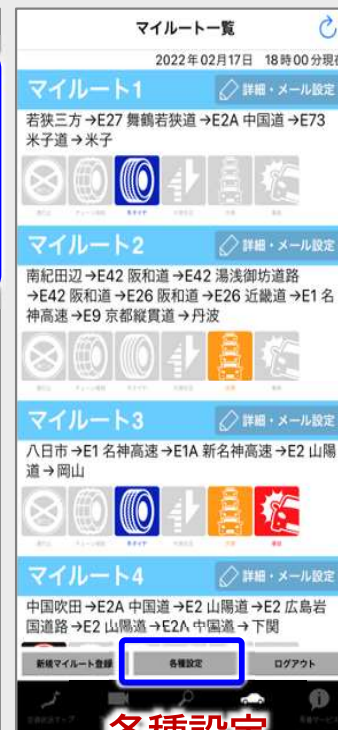 マイルート一覧
2022年02月17日 18時00分現在
マイルート1 詳細・メール設定
若狭三方→E27 舞鶴若狭道→E2A 中国道→E73
米子道→米子
冬タイヤ
マイルート2 詳細・メール設定
南紀田辺→E42 阪和道→E42 湯浅御坊道路
→E42 阪和道→E26 阪和道→E26 近畿道→E1 名
神高速→E9 京都縦貫道→丹波
マイルート3 詳細・メール設定
八日市→E1 名神高速→E1A 新名神高速→E2 山陽
道→岡山
冬タイヤ
マイルート4 詳細・メール設定
中国吹田→E2A 中国道→E2 山陽道→E2 広島岩
国道路→E2 山陽道→E2A 中国道→下関
新規マイルート登録 各種設定 ログアウト
各種設定